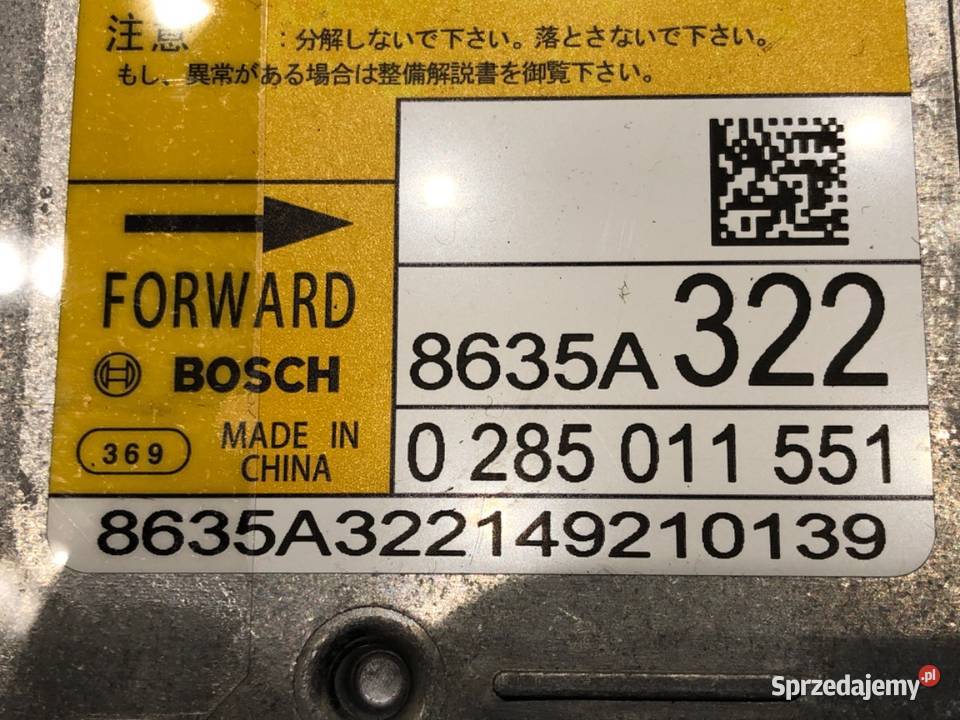 注意 :分解しないで下さい。落とさないで下さい。
もし、異常がある場合は整備解説書を御覧下さい。
FORWARD
8635A322
BOSCH
369
MADE IN
CHINA
0 285 011 551
8635A322149210139
Sprzedajemy.pl